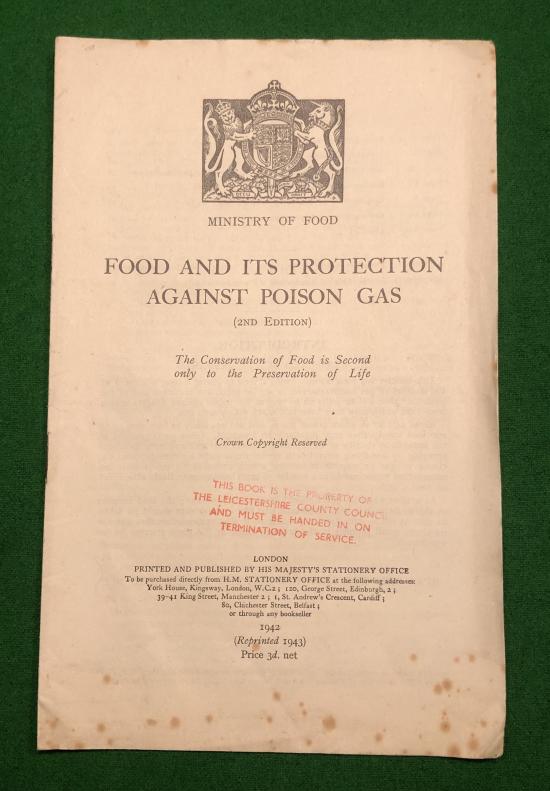 MINISTRY OF FOOD
FOOD AND ITS PROTECTION
AGAINST POISON GAS
(2ND EDITION)
The Conservation of Food is Second
only to the Preservation of Life
Crown Copyright Reserved
THIS BOOK IS THE PROPERTY OF
THE LEICESTERSHIRE COUNTY COUNCIL
AND MUST BE HANDED IN ON
TERMINATION OF SERVICE.
LONDON
PRINTED AND PUBLISHED BY HIS MAJESTY'S STATIONERY OFFICE
To be purchased directly from H.M. STATIONERY OFFICE at the following addresses:
York House, Kingsway, London, W.C.2; 120, George Street, Edinburgh, 2;
39-41 King Street, Manchester 2; 1, St. Andrew's Crescent, Cardiff;
80, Chichester Street, Belfast;
or through any bookseller
1942
(Reprinted 1943)
Price 3d. net